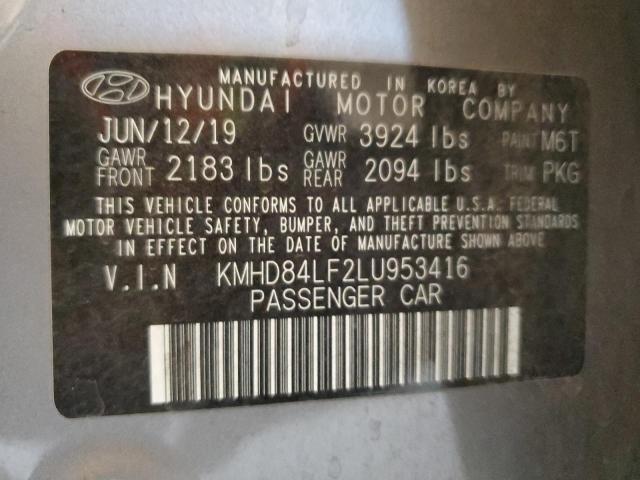 MANUFACTURED IN KOREA BY
HYUNDAI MOTOR COMPANY
JUN/12/19 GVWR 3924 lbs PAINT M6T
GAWR FRONT 2183 lbs GAWR REAR 2094 lbs TRIM PKG
THIS VEHICLE CONFORMS TO ALL APPLICABLE U.S.A. FEDERAL
MOTOR VEHICLE SAFETY, BUMPER, AND THEFT PREVENTION STANDARDS
IN EFFECT ON THE DATE OF MANUFACTURE SHOWN ABOVE
V.I.N KMHD84LF2LU953416
PASSENGER CAR